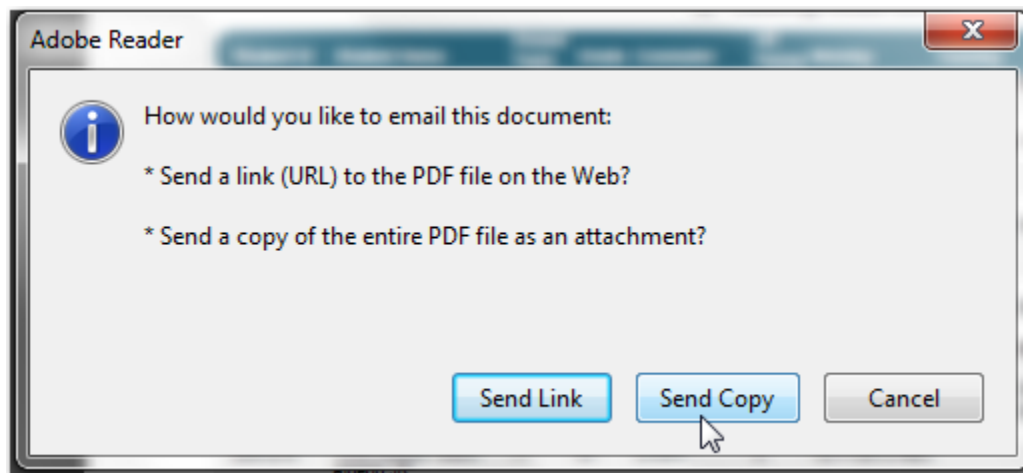 Adobe Reader
How would you like to email this document:
* Send a link (URL) to the PDF file on the Web?
* Send a copy of the entire PDF file as an attachment?
Send Link Send Copy Cancel